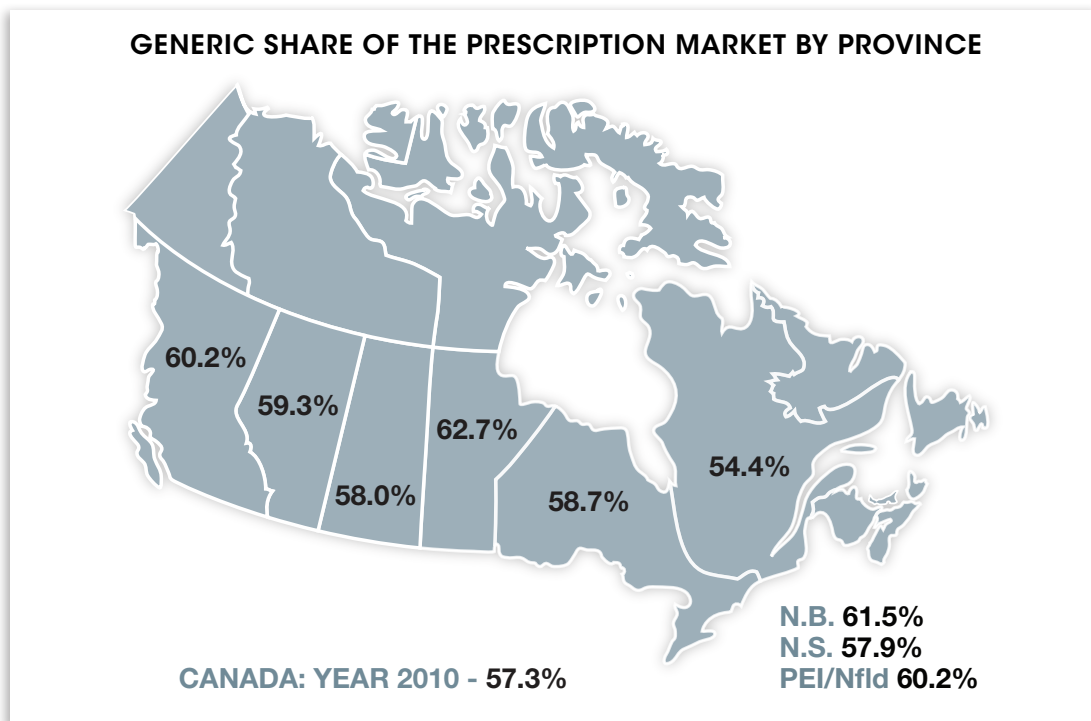 GENERIC SHARE OF THE PRESCRIPTION MARKET BY PROVINCE
60.2%
59.3%
62.7%
58.0%
58.7%
54.4%
N.B. 61.5%
N.S. 57.9%
CANADA: YEAR 2010 - 57.3%
PEI/Nfld 60.2%